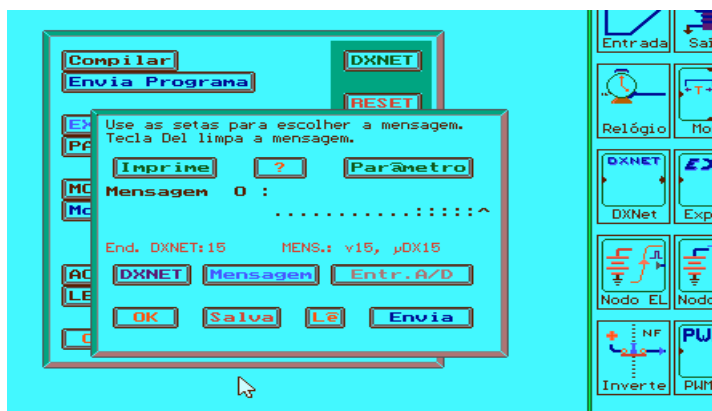 Compilar
DXNET
Envia Programa
RESET
Use as setas para escolher a mensagem.
Tecla Del limpa a mensagem.
Imprime
?
Parâmetro
Mensagem 0 :
...........:::::^
End. DXNET:15 MENS.: v15, µDX15
DXNET
Mensagem
Entr.A/D
OK
Salva
Lê
Envia
Entrada
Relógio
DXNET
DXNet
Nodo EL
Nodo
NF
Inverte
PWM